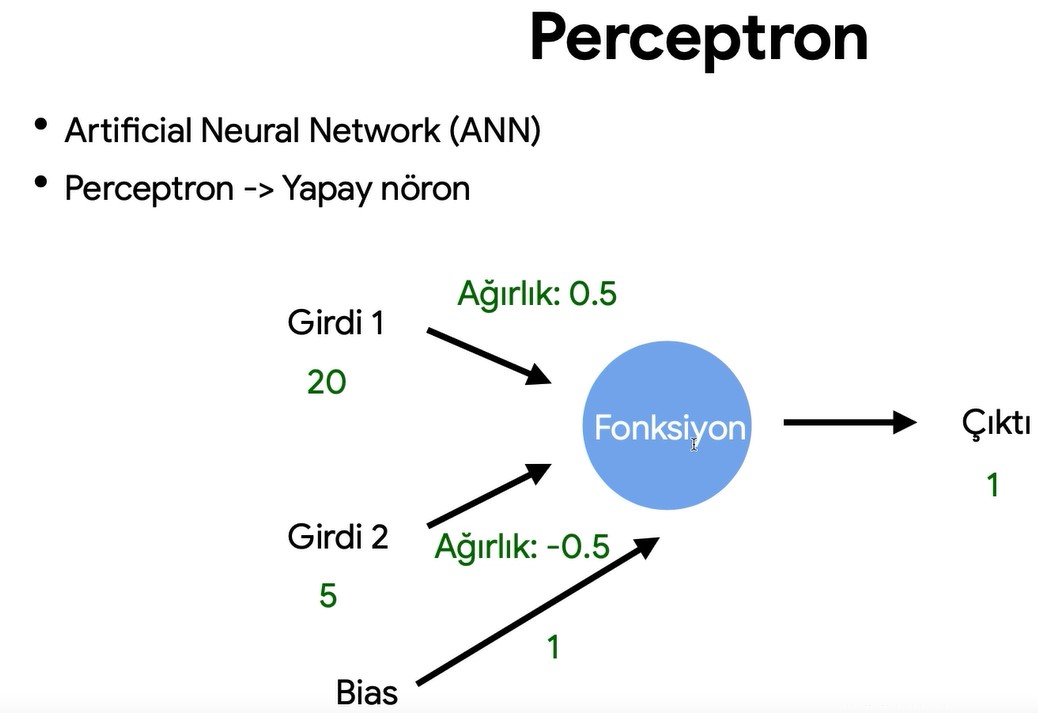 Perceptron
• Artificial Neural Network (ANN)
• Perceptron -> Yapay nöron
Ağırlık: 0.5
Girdi 1
20
Fonksiyon
Çıktı
1
Girdi 2
Ağırlık: -0.5
5
1
Bias